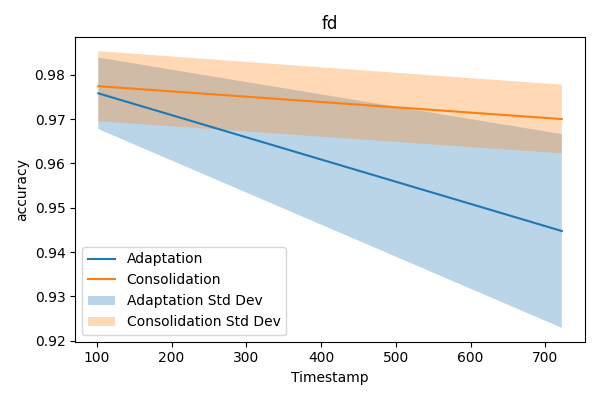 fd
accuracy
0.98
0.97
0.96
0.95
0.94
0.93
0.92
Adaptation
Consolidation
Adaptation Std Dev
Consolidation Std Dev
100 200 300 400 500 600 700
Timestamp